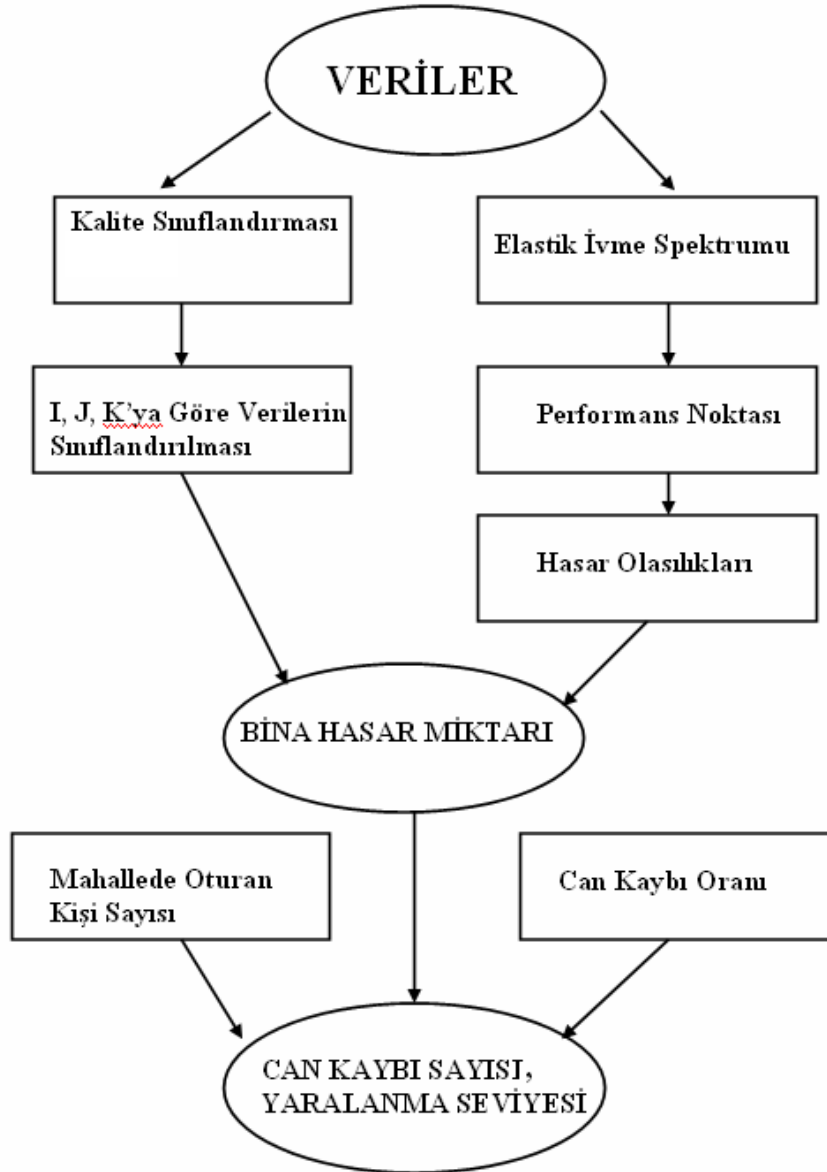 VERİLER
Kalite Sınıflandırması
Elastik İvme Spektrumu
I, J, K'ya Göre Verilerin
Sınıflandırılması
Performans Noktası
Hasar Olasılıkları
BİNA HASAR MİKTARI
Mahallede Oturan
Kişi Sayısı
Can Kaybı Oranı
CAN KAYBI SAYISI,
YARALANMA SEVİYESİ